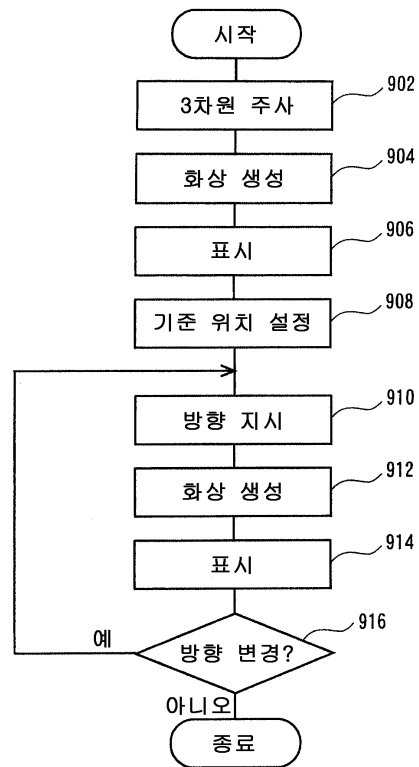 시작
3차원 주사
902
화상 생성
904
표시
906
기준 위치 설정
908
방향 지시
910
화상 생성
912
표시
914
방향 변경?
916
예
아니오
종료